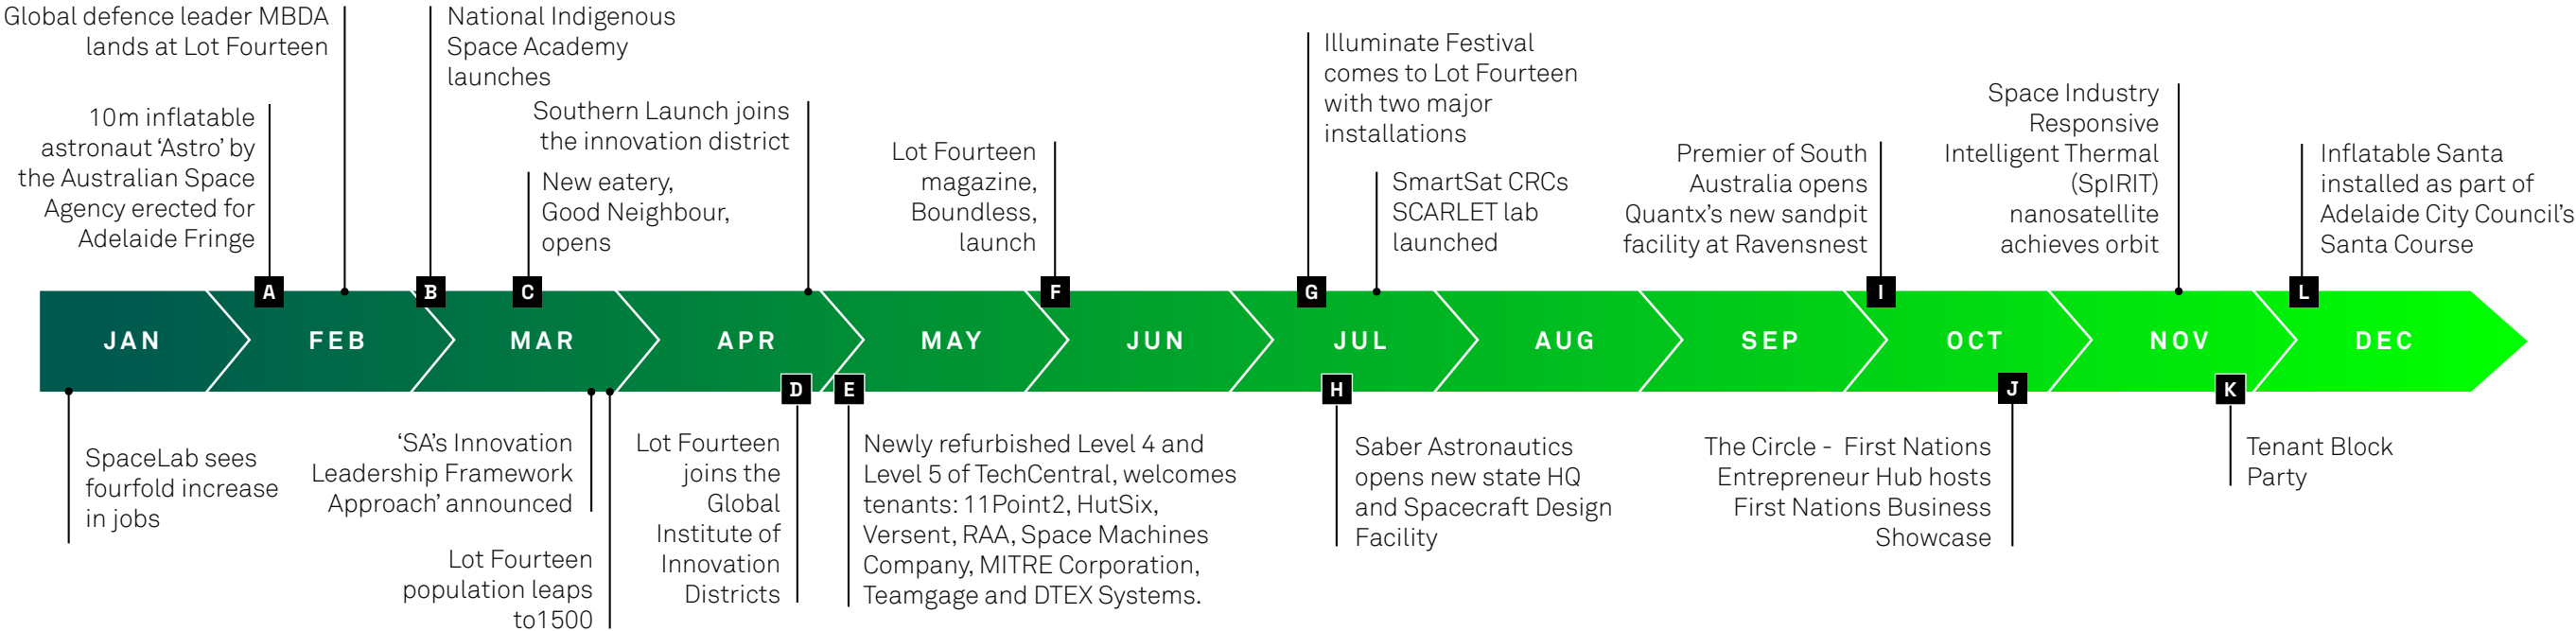 Global defence leader MBDA
lands at Lot Fourteen
National Indigenous
Space Academy
launches
10m inflatable
astronaut ‘Astro’ by
the Australian Space
Agency erected for
Adelaide Fringe
Southern Launch joins
the innovation district
New eatery,
Good Neighbour,
opens
Lot Fourteen
magazine,
Boundless,
launch
Illuminate Festival
comes to Lot Fourteen
with two major
installations
SmartSat CRCs
SCARLET lab
launched
Premier of South
Australia opens
Quantx’s new sandpit
facility at Ravensnest
Space Industry
Responsive
Intelligent Thermal
(SpIRIT)
nanosatellite
achieves orbit
Inflatable Santa
installed as part of
Adelaide City Council’s
Santa Course
A
B
C
F
G
I
L
JAN
FEB
MAR
APR
MAY
JUN
JUL
AUG
SEP
OCT
NOV
DEC
D
E
H
J
K
SpaceLab sees
fourfold increase
in jobs
‘SA’s Innovation
Leadership Framework
Approach’ announced
Lot Fourteen
population leaps
to1500
Lot Fourteen
joins the
Global
Institute of
Innovation
Districts
Newly refurbished Level 4 and
Level 5 of TechCentral, welcomes
tenants: 11Point2, HutSix,
Versent, RAA, Space Machines
Company, MITRE Corporation,
Teamgage and DTEX Systems.
Saber Astronautics
opens new state HQ
and Spacecraft Design
Facility
The Circle - First Nations
Entrepreneur Hub hosts
First Nations Business
Showcase
Tenant Block
Party